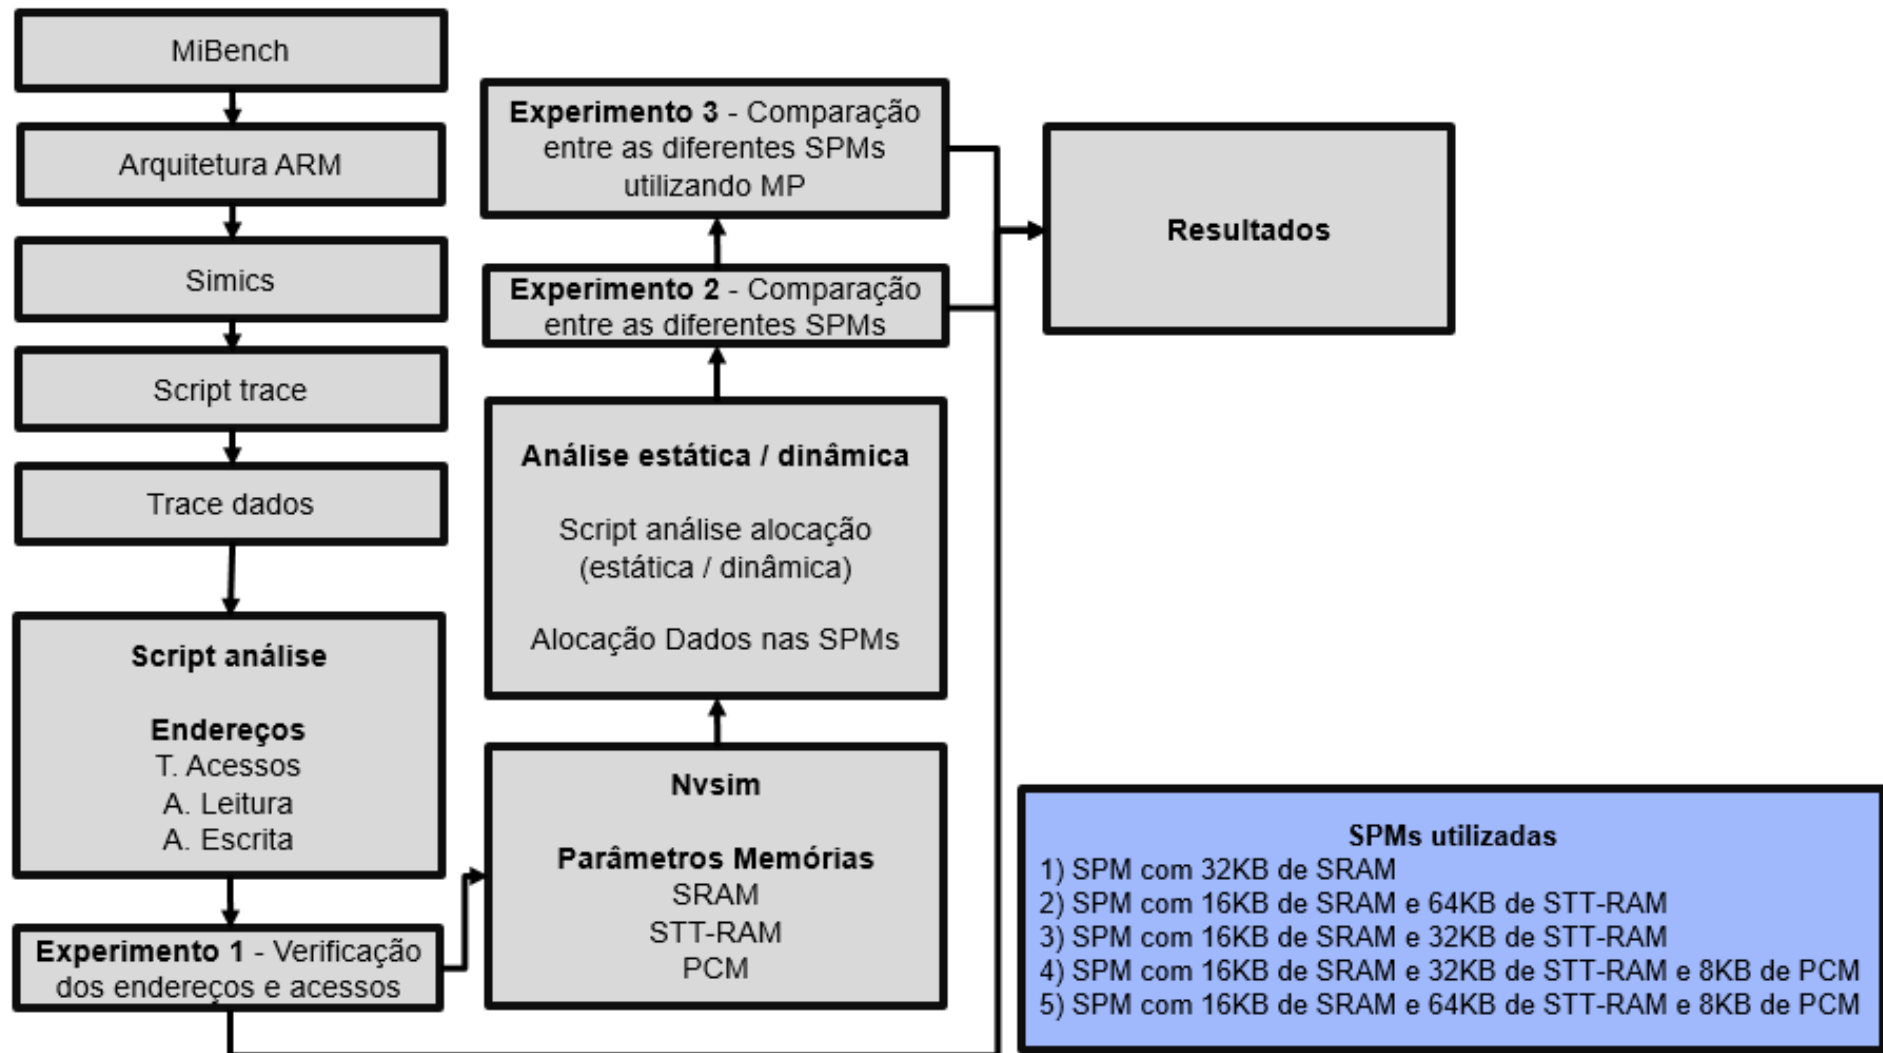 MiBench
Arquitetura ARM
Simics
Script trace
Trace dados
Script análise
Endereços
T. Acessos
A. Leitura
A. Escrita
Experimento 1 - Verificação
dos endereços e acessos
Experimento 3 - Comparação
entre as diferentes SPMs
utilizando MP
Experimento 2 - Comparação
entre as diferentes SPMs
Análise estática / dinâmica
Script análise alocação
(estática / dinâmica)
Alocação Dados nas SPMs
Nvsim
Parâmetros Memórias
SRAM
STT-RAM
PCM
Resultados
SPMs utilizadas
1) SPM com 32KB de SRAM
2) SPM com 16KB de SRAM e 64KB de STT-RAM
3) SPM com 16KB de SRAM e 32KB de STT-RAM
4) SPM com 16KB de SRAM e 32KB de STT-RAM e 8KB de PCM
5) SPM com 16KB de SRAM e 64KB de STT-RAM e 8KB de PCM